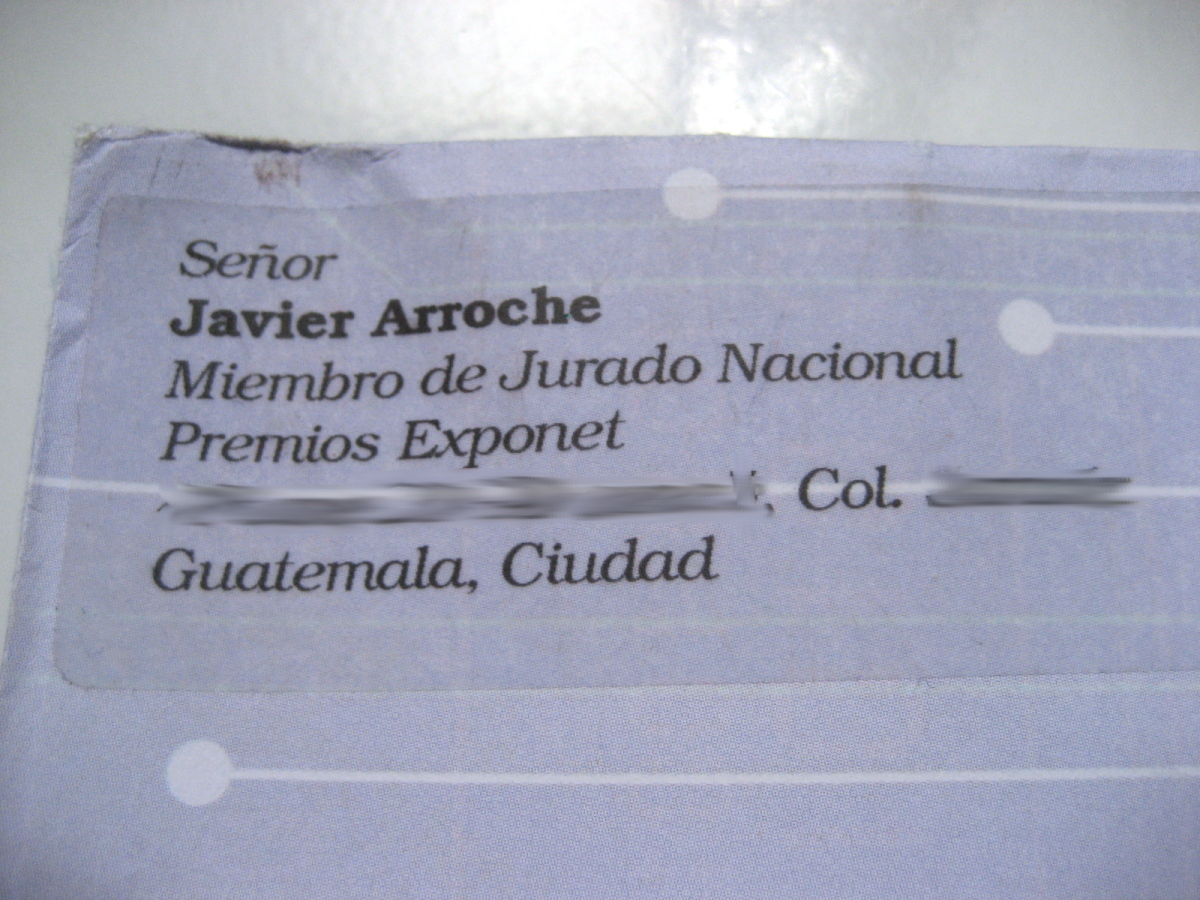 Señor
Javier Arroche
Miembro de Jurado Nacional
Premios Exponet
, Col.
Guatemala, Ciudad